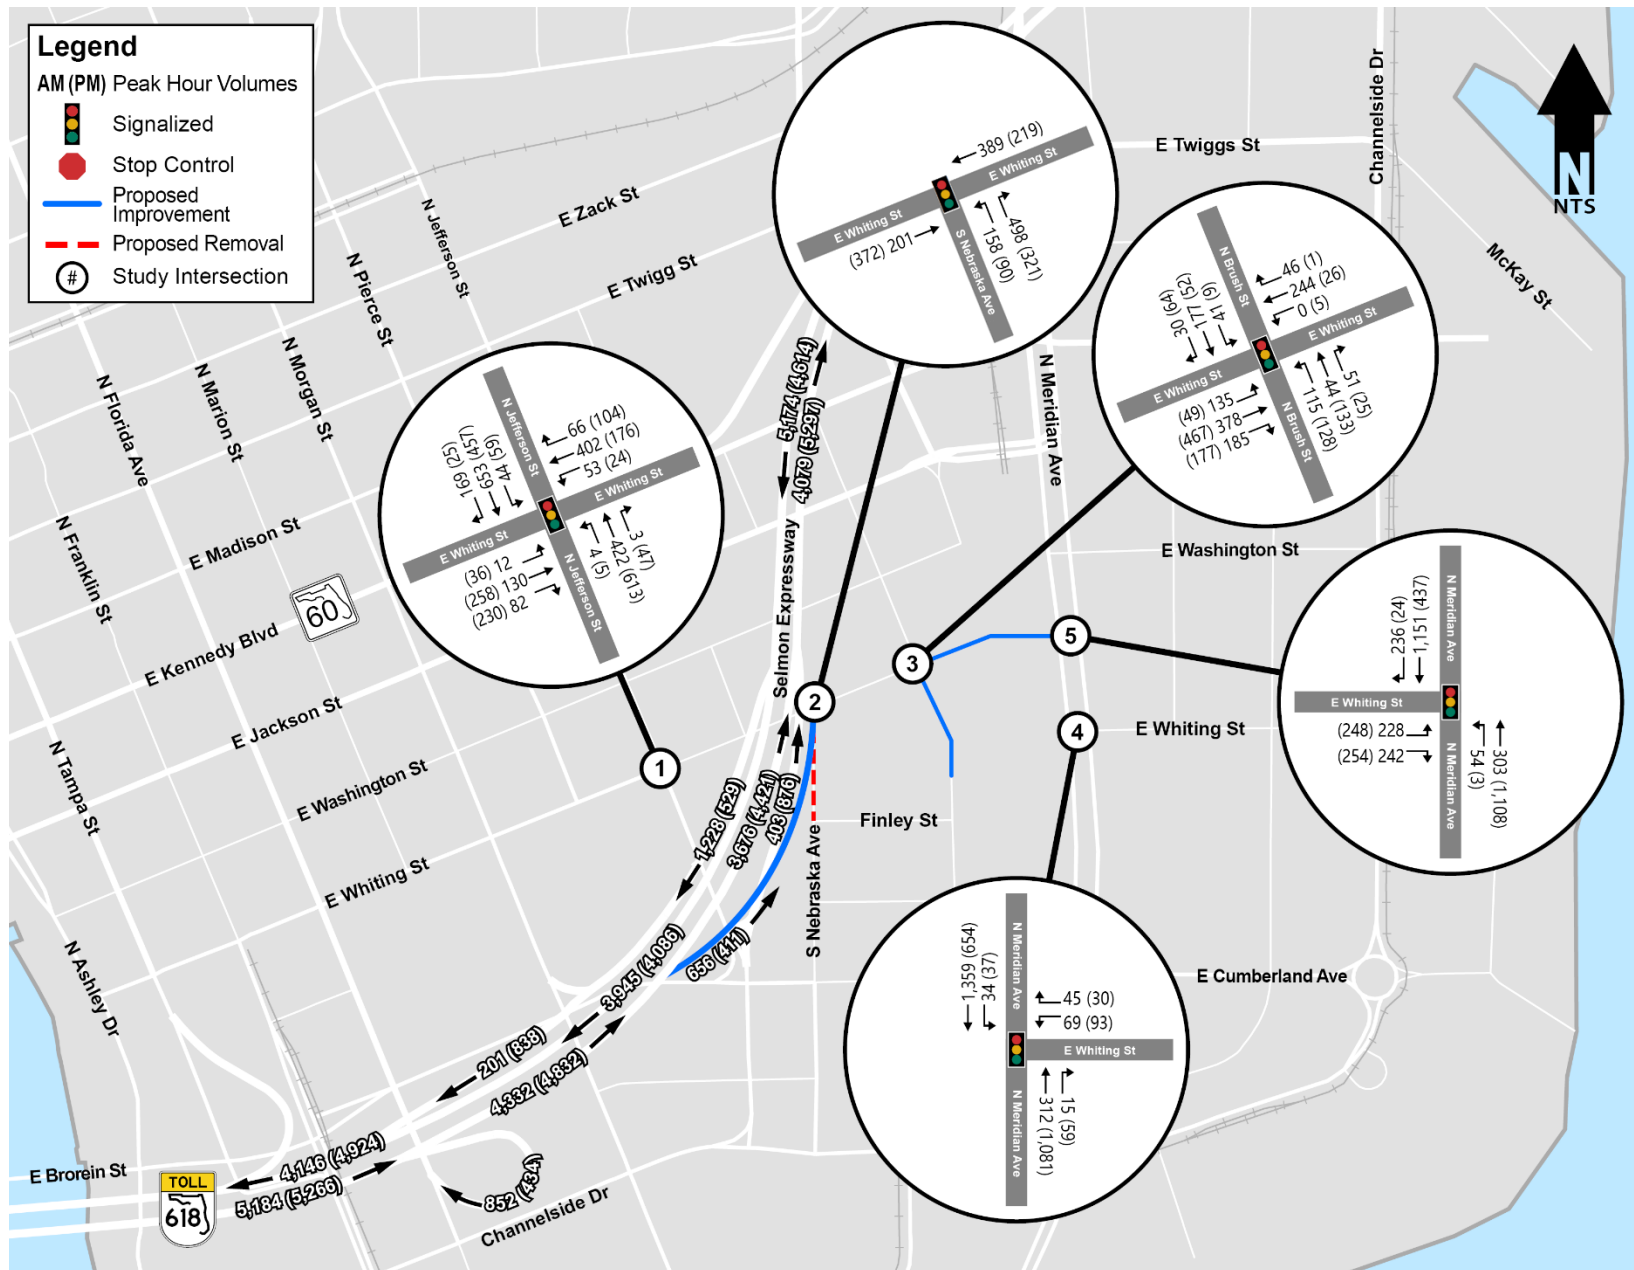 Legend
AM (PM) Peak Hour Volumes
Signalized
Stop Control
Proposed
Improvement
Proposed Removal
# Study Intersection
N
NTS
E Zack St
E Twigg St
E Twiggs St
Channelside Dr
McKay St
N Jefferson St
N Pierce St
N Morgan St
N Marion St
N Florida Ave
N Franklin St
N Tampa St
N Ashley Dr
E Madison St
60
E Kennedy Blvd
E Jackson St
E Washington St
E Whiting St
E Brorein St
TOLL
618
Channelside Dr
Selmon Expressway
N Meridian Ave
E Washington St
E Whiting St
Finley St
S Nebraska Ave
E Cumberland Ave
5,174 (4,614)
4,079 (5,297)
1,228 (529)
3,676 (4,421)
403 (876)
656 (411)
3,945 (4,086)
201 (838)
4,332 (4,832)
4,146 (4,924)
5,184 (5,266)
852 (434)
1
2
3
4
5
N Jefferson St
E Whiting St
E Whiting St
N Jefferson St
169 (25)
653 (457)
44 (59)
66 (104)
402 (176)
53 (24)
(36) 12
(258) 130
(230) 82
4 (5)
422 (613)
3 (47)
389 (219)
E Whiting St
E Whiting St
S Nebraska Ave
(372) 201
158 (90)
498 (321)
N Brush St
E Whiting St
E Whiting St
N Brush St
30 (64)
177 (52)
41 (9)
46 (1)
244 (26)
0 (5)
(49) 135
(467) 378
(177) 185
115 (128)
44 (133)
51 (25)
236 (24)
1,151 (437)
N Meridian Ave
E Whiting St
N Meridian Ave
(248) 228
(254) 242
54 (3)
303 (1,108)
1,359 (654)
34 (37)
N Meridian Ave
45 (30)
69 (93)
E Whiting St
N Meridian Ave
312 (1,081)
15 (59)